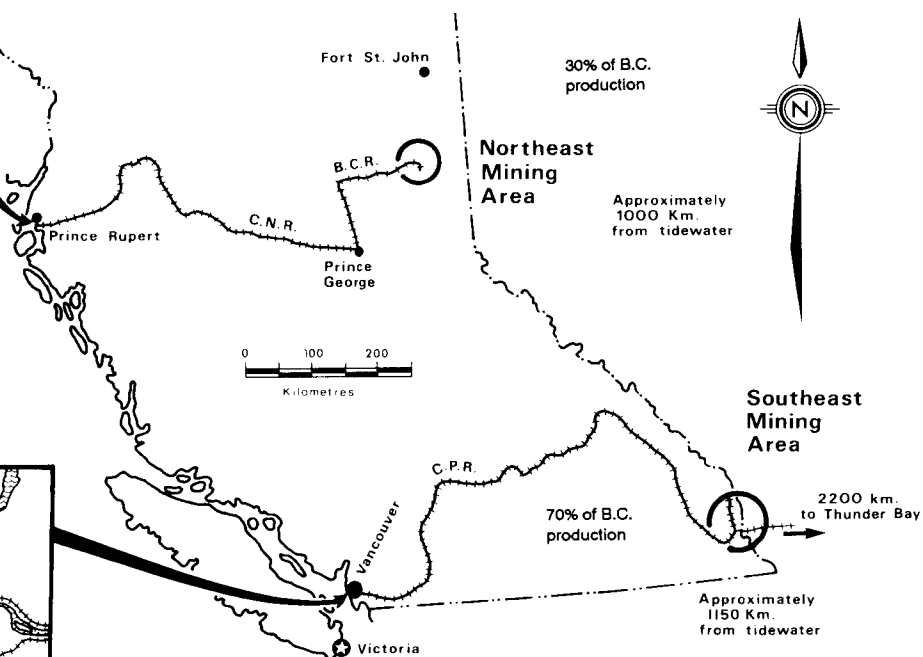 Fort St. John
30% of B.C.
production
N
Northeast
Mining
Area
B.C.R.
Approximately
1000 Km.
from tidewater
C.N.R.
Prince Rupert
Prince
George
0 100 200
Kilometres
Southeast
Mining
Area
C.P.R.
2200 km.
to Thunder Bay
70% of B.C.
production
Vancouver
Approximately
1150 Km.
from tidewater
Victoria